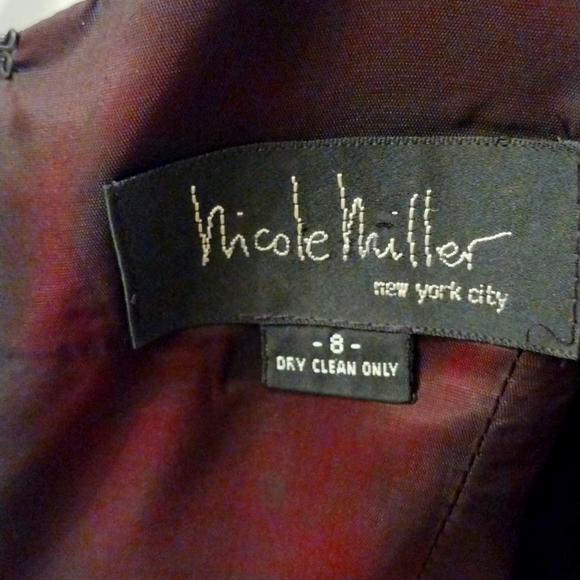 Nicole Miller
new york city
- 8 -
DRY CLEAN ONLY